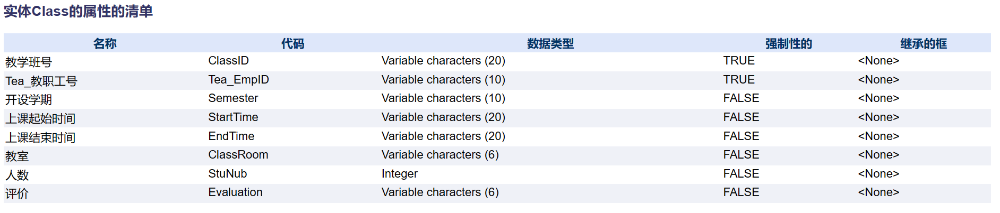 实体Class的属性的清单
名称 代码 数据类型 强制性的 继承的框
教学班号 ClassID Variable characters (20) TRUE <None>
Tea_教职工号 Tea_EmpID Variable characters (10) TRUE <None>
开设学期 Semester Variable characters (10) FALSE <None>
上课起始时间 StartTime Variable characters (20) FALSE <None>
上课结束时间 EndTime Variable characters (20) FALSE <None>
教室 ClassRoom Variable characters (6) FALSE <None>
人数 StuNub Integer FALSE <None>
评价 Evaluation Variable characters (6) FALSE <None>